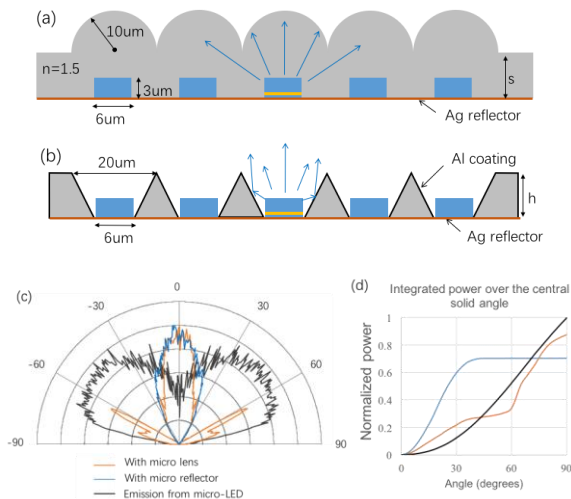 (a)
10um
n=1.5
3um
s
6um
Ag reflector
(b)
20um
Al coating
h
6um
Ag reflector
(c)
0
-30
30
-60
60
-90
90
With micro lens
With micro reflector
Emission from micro-LED
(d)
Integrated power over the central
solid angle
Normalized power
1
0.8
0.6
0.4
0.2
0
0
30
60
90
Angle (degrees)